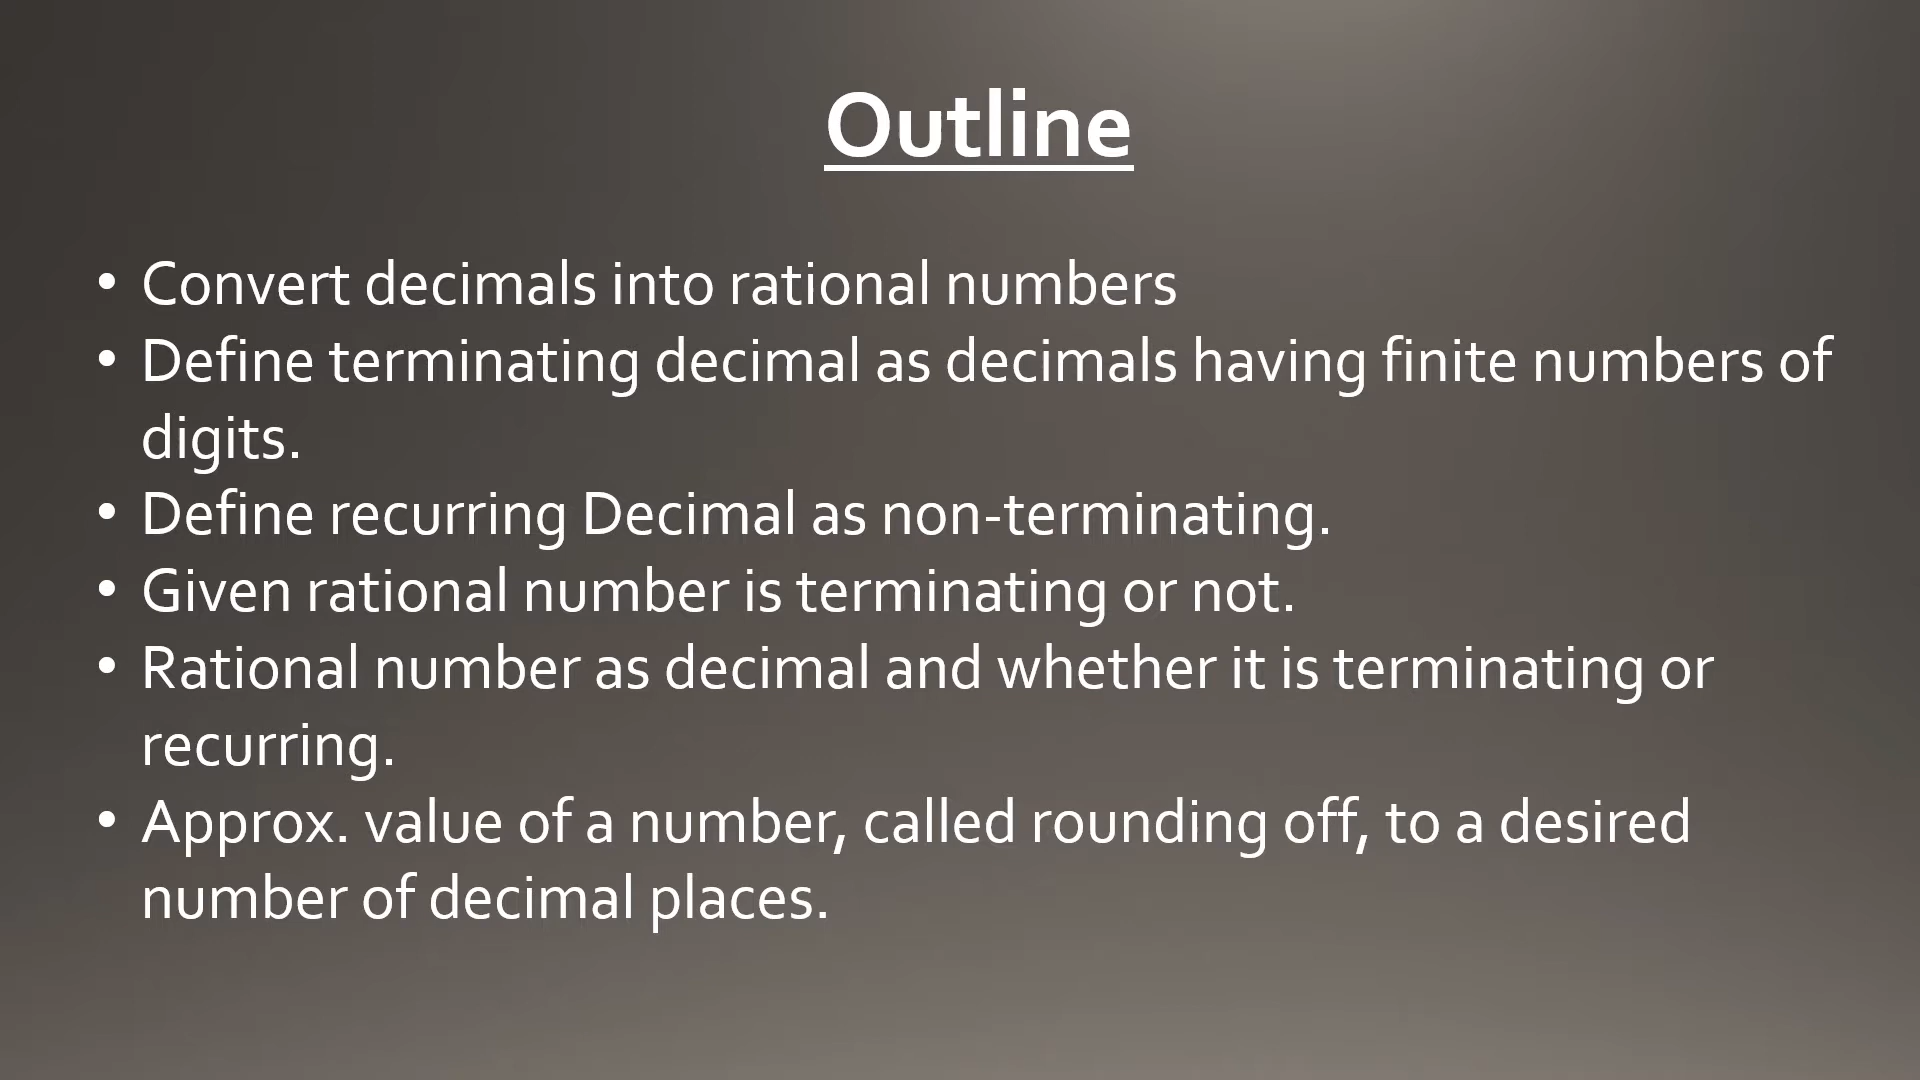 Outline
• Convert decimals into rational numbers
• Define terminating decimal as decimals having finite numbers of
digits.
• Define recurring Decimal as non-terminating.
• Given rational number is terminating or not.
• Rational number as decimal and whether it is terminating or
recurring.
• Approx. value of a number, called rounding off, to a desired
number of decimal places.